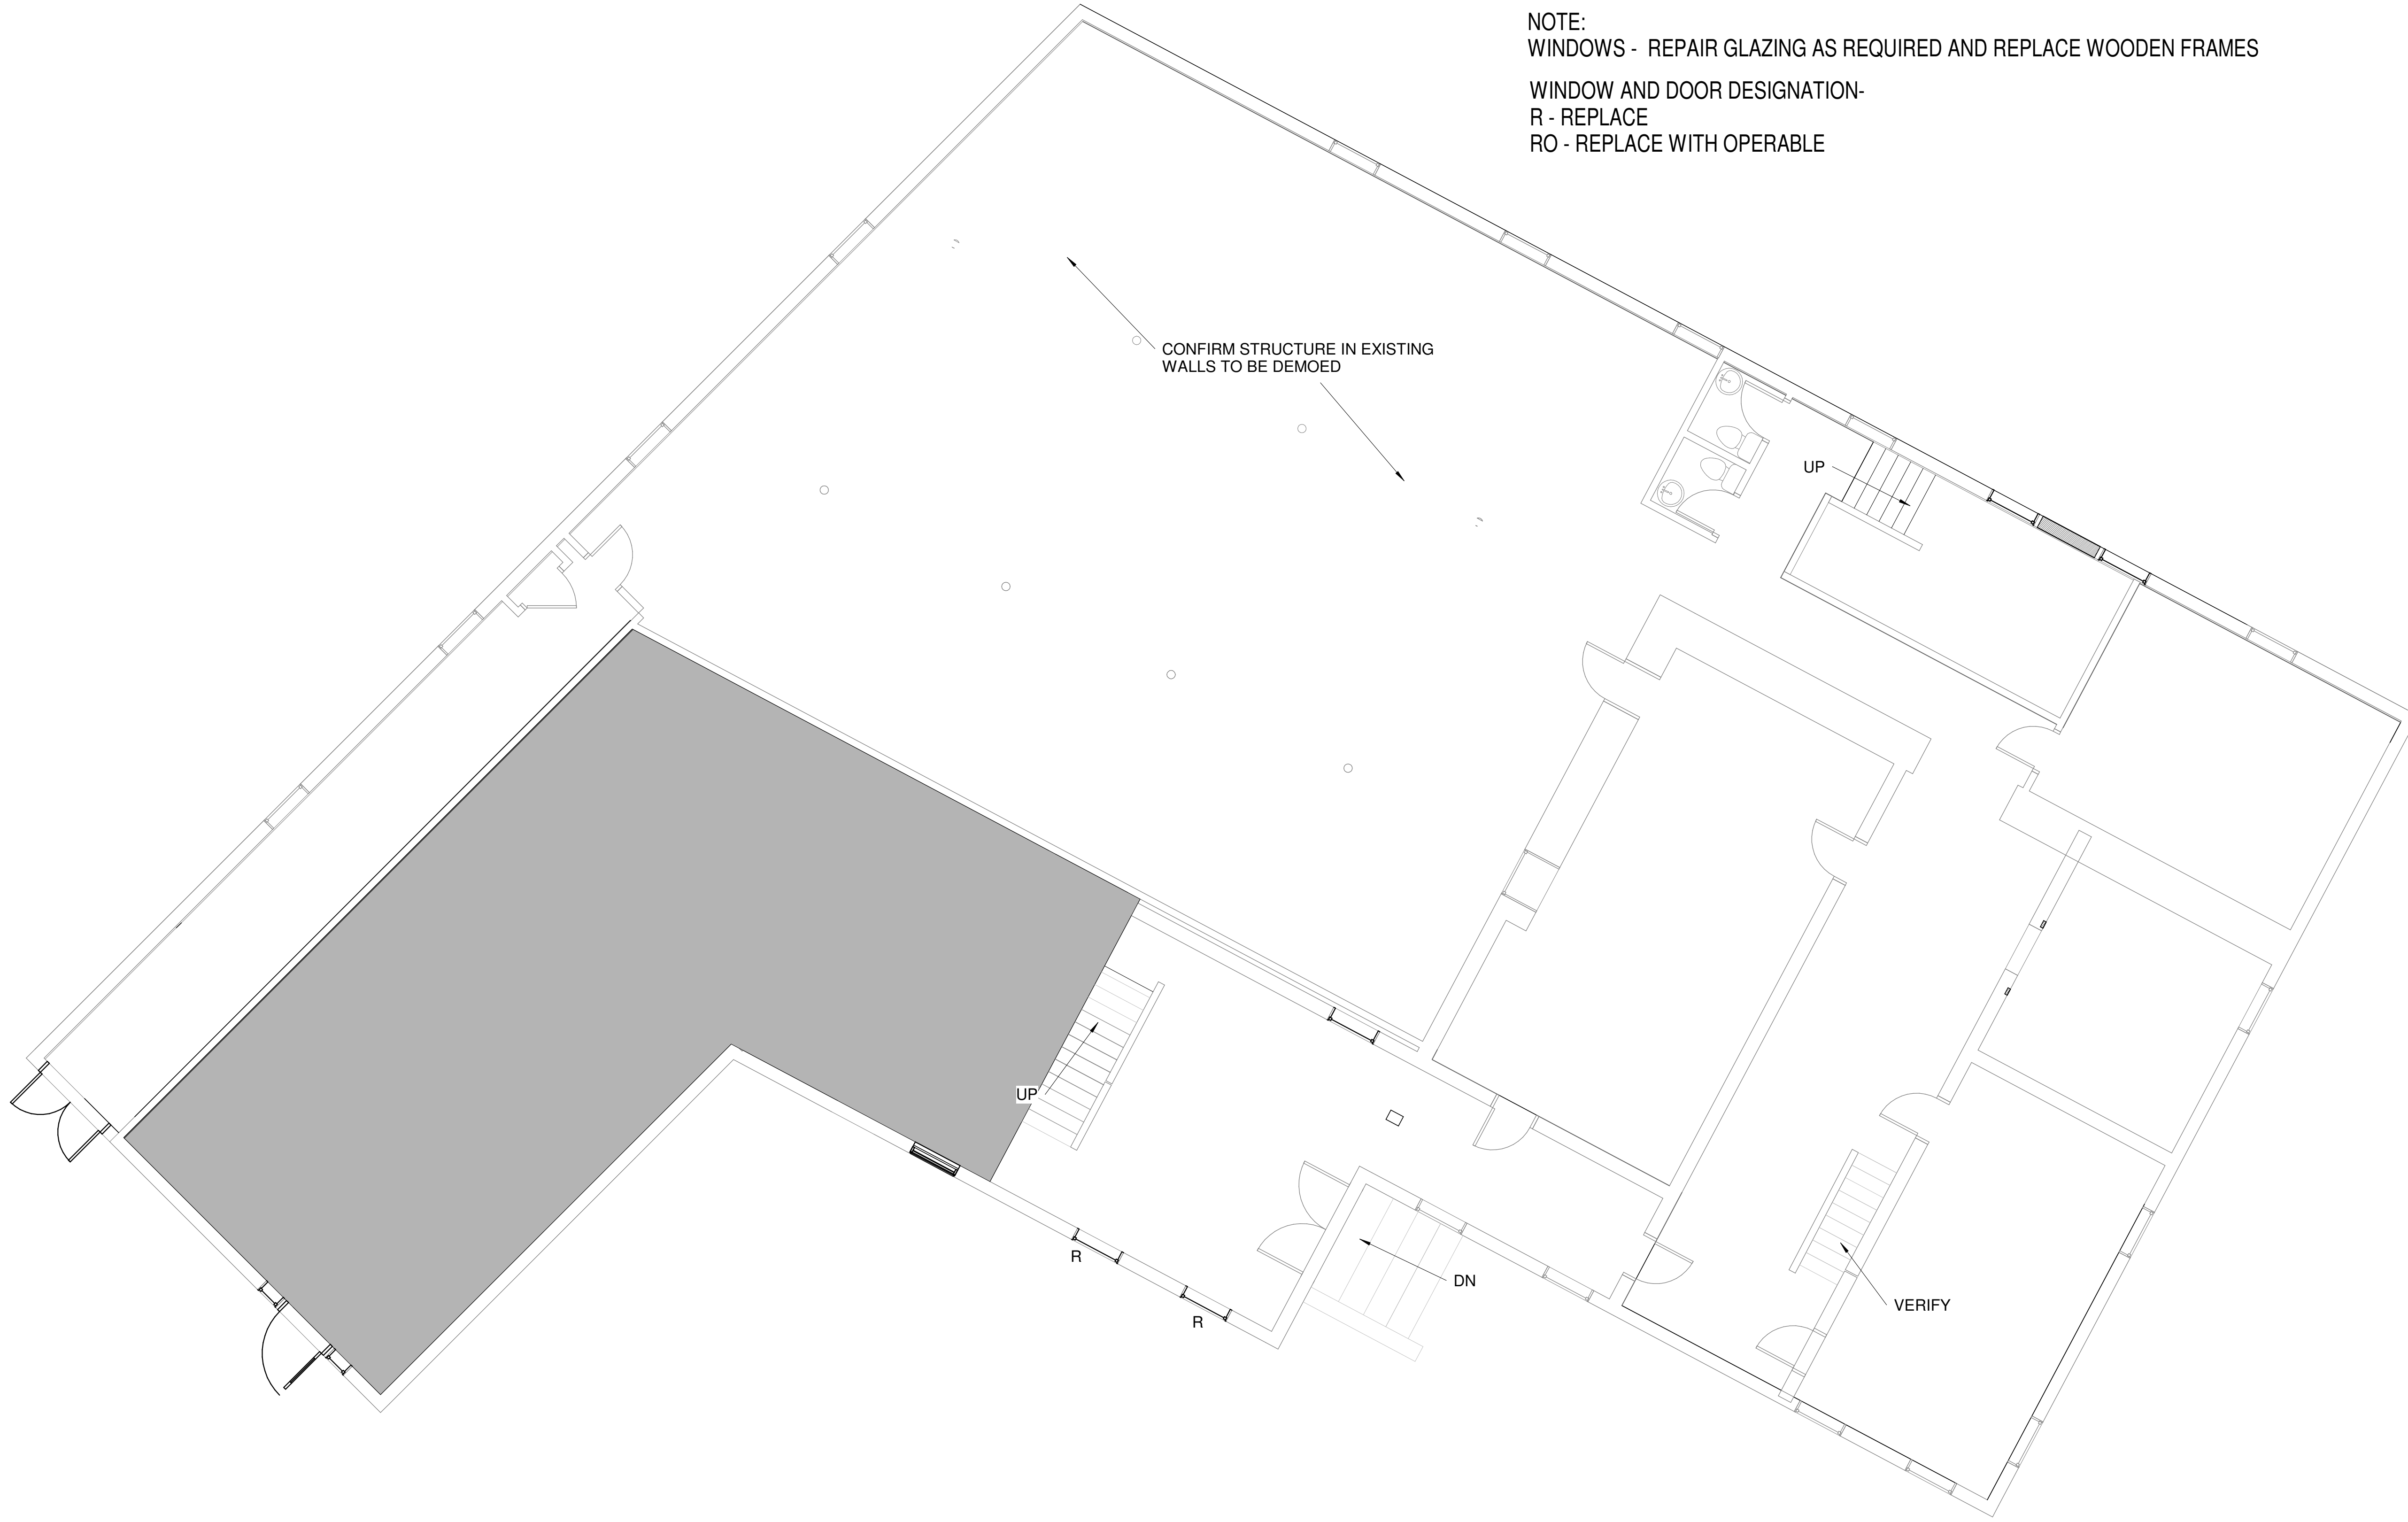 NOTE:
WINDOWS - REPAIR GLAZING AS REQUIRED AND REPLACE WOODEN FRAMES
WINDOW AND DOOR DESIGNATION-
R - REPLACE
RO - REPLACE WITH OPERABLE
CONFIRM STRUCTURE IN EXISTING
WALLS TO BE DEMOED
UP
UP
R
R
DN
VERIFY